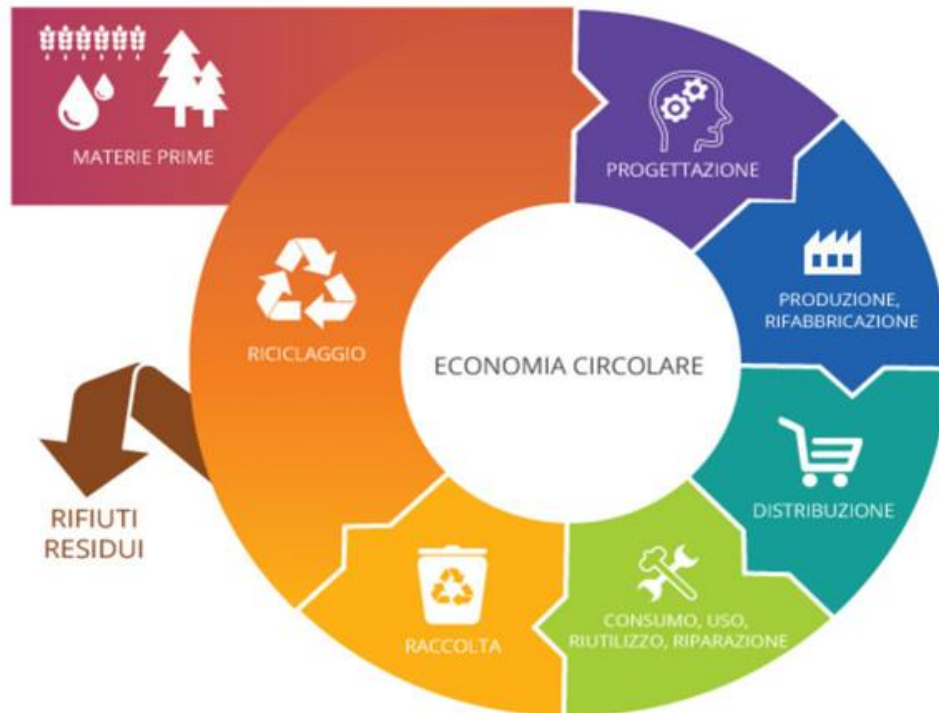 MATERIE PRIME
PROGETTAZIONE
PRODUZIONE,
RIFABBRICAZIONE
RICICLAGGIO
ECONOMIA CIRCOLARE
DISTRIBUZIONE
RIFIUTI
RESIDUI
CONSUMO, USO,
RIUTILIZZO, RIPARAZIONE
RACCOLTA